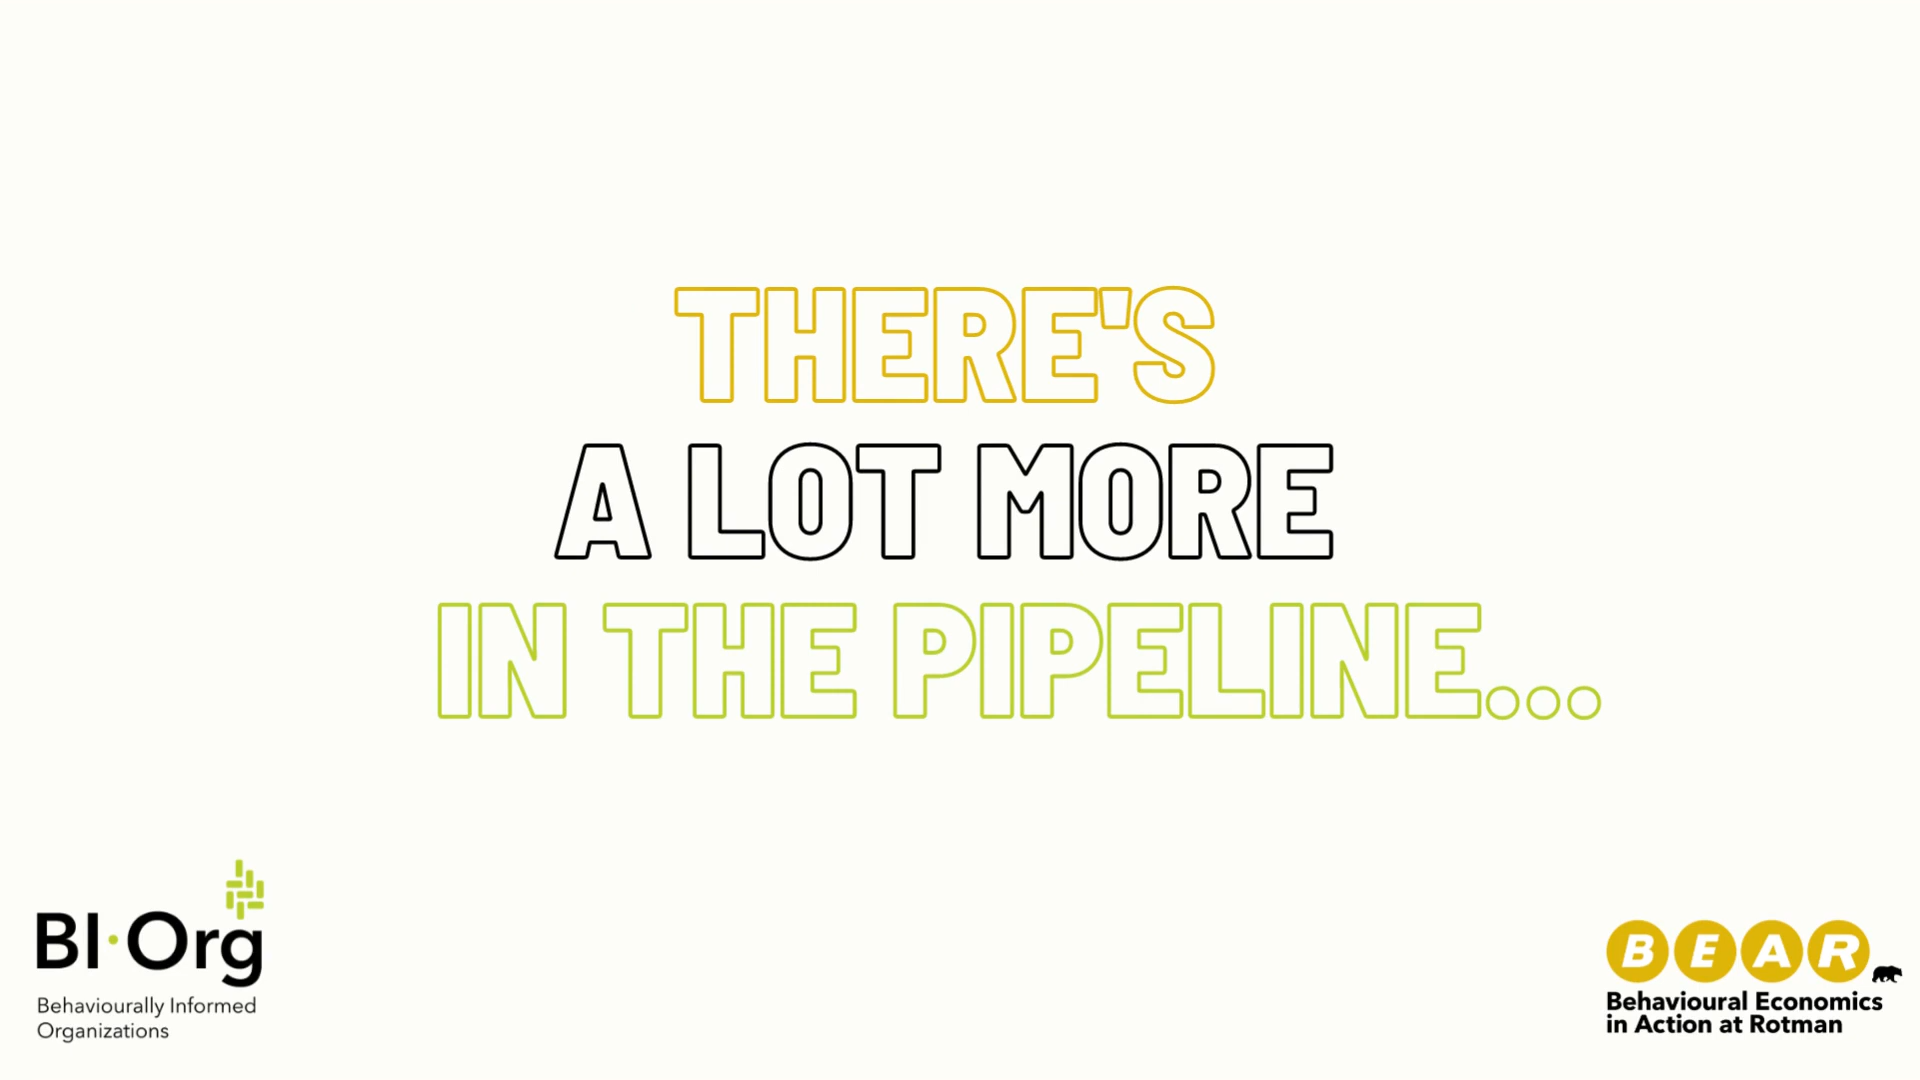 THERE'S
A LOT MORE
IN THE PIPELINE...
BI·Org
Behaviourally Informed
Organizations
BEAR
Behavioural Economics
in Action at Rotman